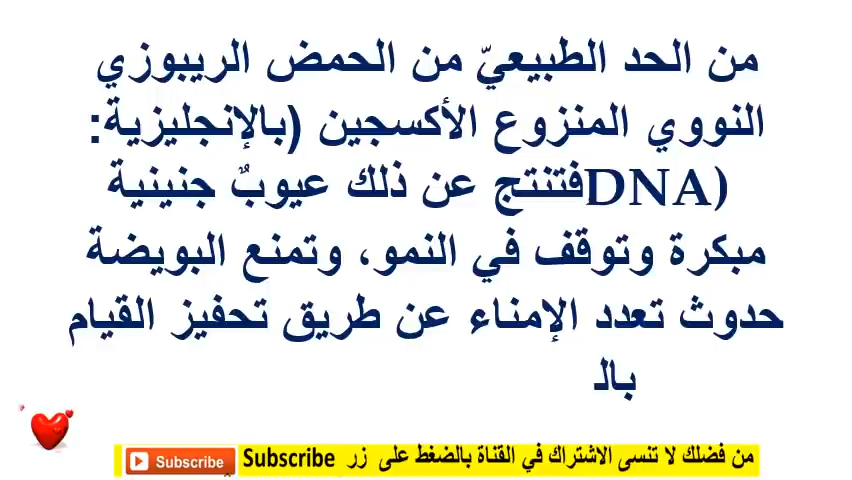 من الحد الطبيعيّ من الحمض الريبوزي
النووي المنزوع الأكسجين (بالإنجليزية:
DNA)فتنتج عن ذلك عيوبٌ جنينية
مبكرة وتوقف في النمو، وتمنع البويضة
حدوث تعدد الإمناء عن طريق تحفيز القيام
بالـ
من فضلك لا تنسى الاشتراك في القناة بالضغط على زر Subscribe Subscribe